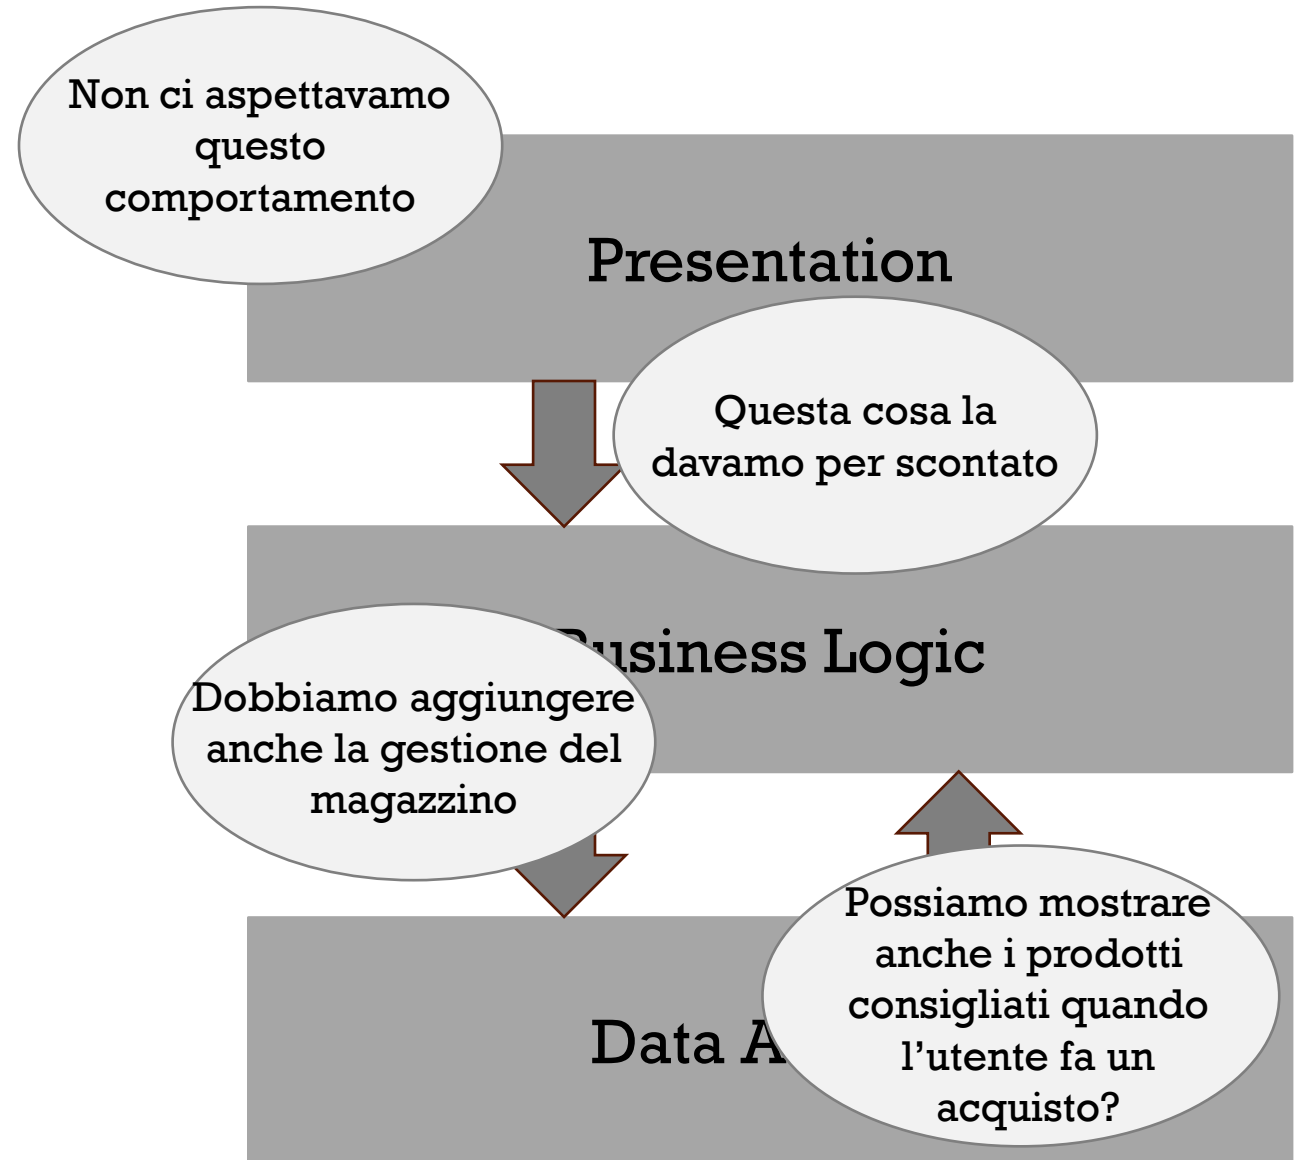 Non ci aspettavamo
questo
comportamento
Presentation
Questa cosa la
davamo per scontato
Business Logic
Dobbiamo aggiungere
anche la gestione del
magazzino
Possiamo mostrare
anche i prodotti
consigliati quando
l’utente fa un
acquisto?
Data